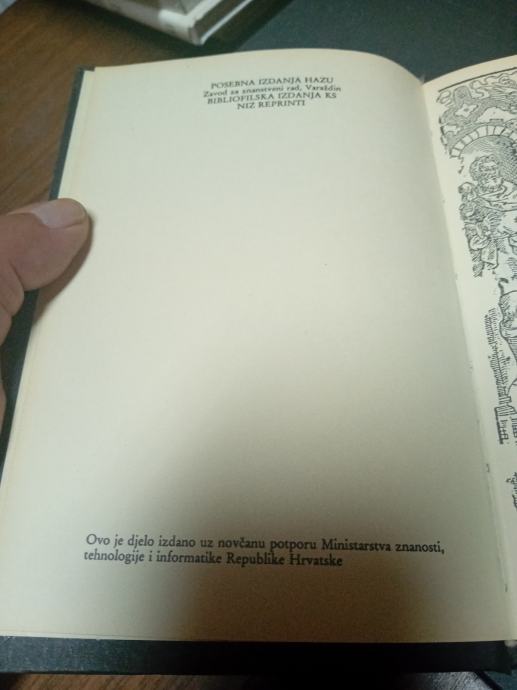 POSEBNA IZDANJA HAZU
Zavod za znanstveni rad, Varaždin
BIBLIOFILSKA IZDANJA KS
NIZ REPRINTI
Ovo je djelo izdano uz novčanu potporu Ministarstva znanosti,
tehnologije i informatike Republike Hrvatske